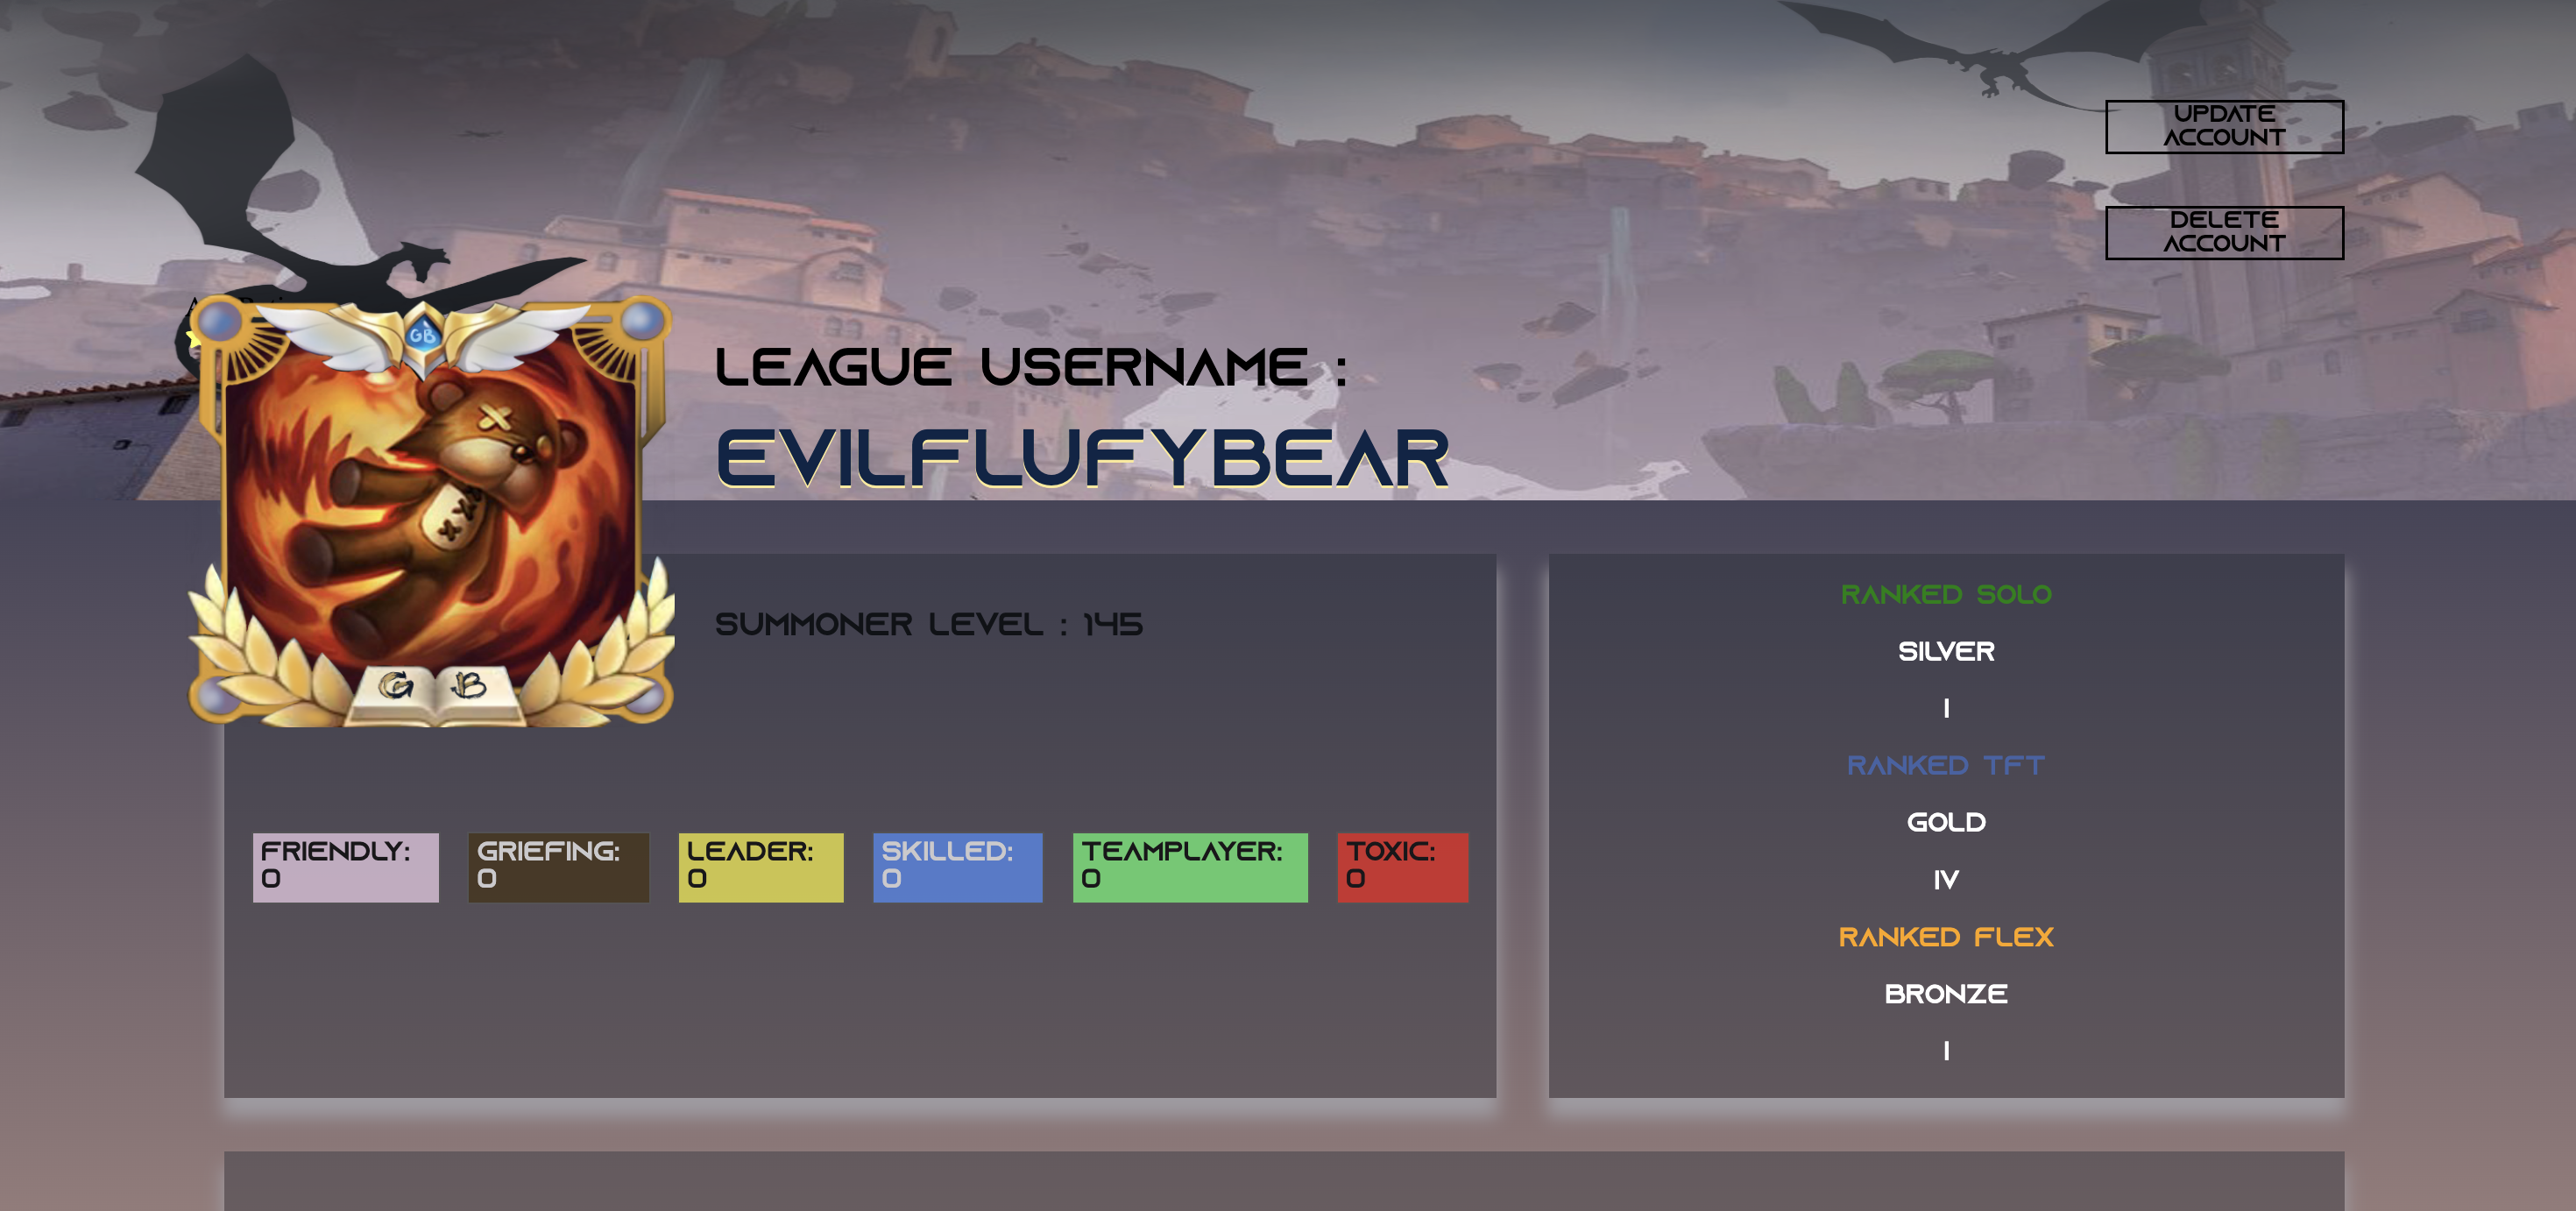 UPDATE
ACCOUNT
DELETE
ACCOUNT
GB
LEAGUE USERNAME :
EVILFLUFYBEAR
SUMMONER LEVEL : 145
G B
FRIENDLY:
0
GRIEFING:
0
LEADER:
0
SKILLED:
0
TEAMPLAYER:
0
TOXIC:
0
RANKED SOLO
SILVER
I
RANKED TFT
GOLD
IV
RANKED FLEX
BRONZE
I